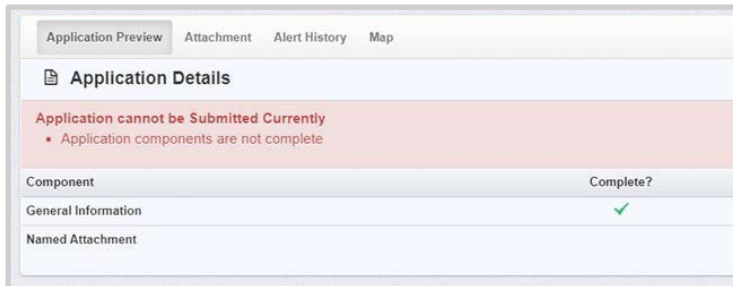 Application Preview Attachment Alert History Map
Application Details
Application cannot be Submitted Currently
• Application components are not complete
Component Complete?
General Information
Named Attachment